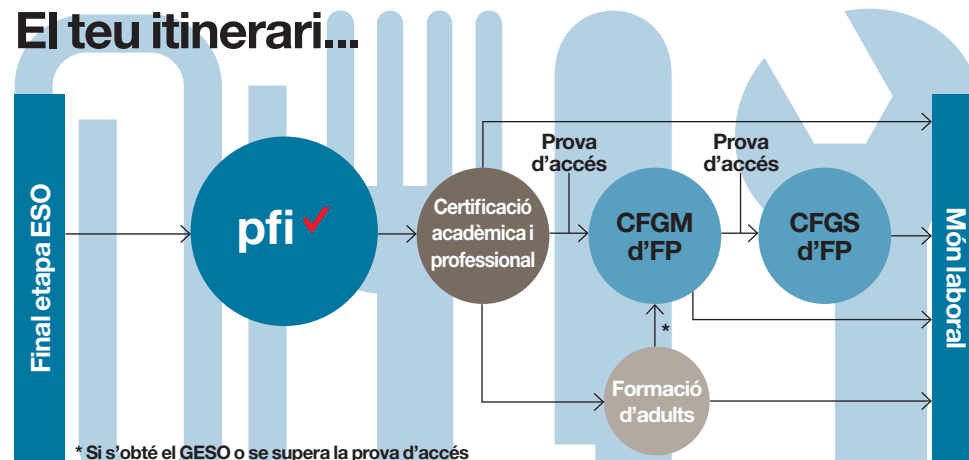 El teu itinerari...
Final etapa ESO
pfi
Certificació
acadèmica i
professional
Prova
d'accés
CFGM
d'FP
Prova
d'accés
CFGS
d'FP
Món laboral
*
Formació
d'adults
* Si s'obté el GESO o se supera la prova d'accés